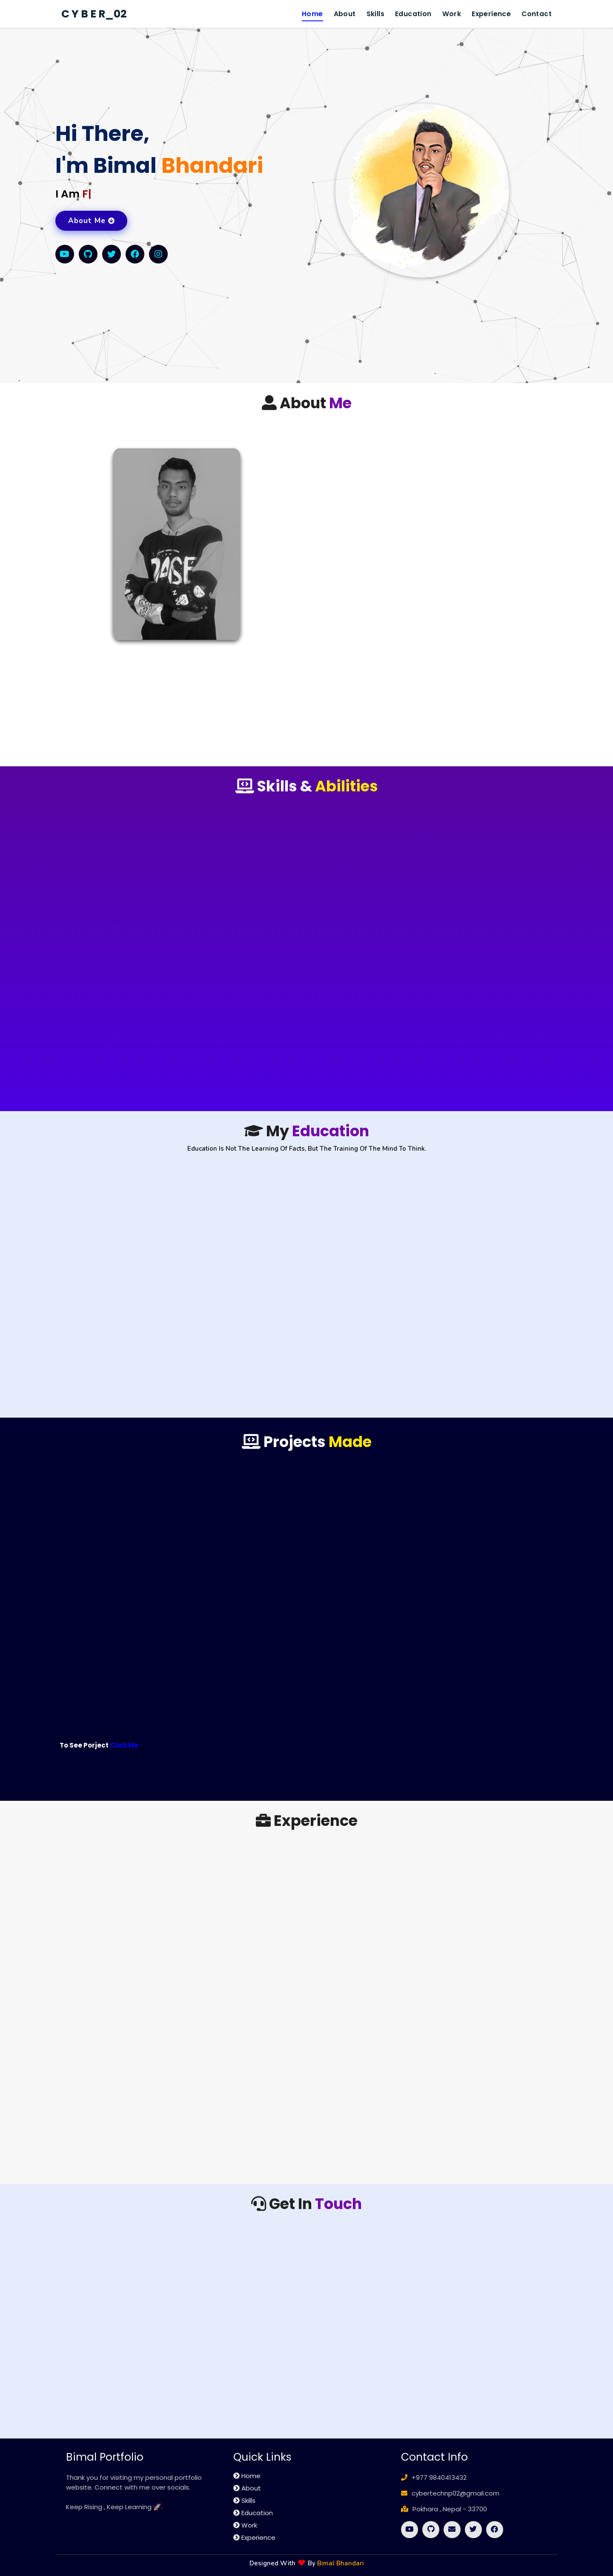 C Y B E R_02
Home About Skills Education Work Experience Contact
Hi There,
I'm Bimal Bhandari
I Am F|
About Me
About Me
Skills & Abilities
My Education
Education Is Not The Learning Of Facts, But The Training Of The Mind To Think.
Projects Made
To See Porject Click Me
Experience
Get In Touch
Bimal Portfolio
Thank you for visiting my personal portfolio
website. Connect with me over socials.
Keep Rising , Keep Learning 🚀.
Quick Links
Home
About
Skills
Education
Work
Experience
Contact Info
+977 9840413432
cybertechnp02@gmail.com
Pokhara , Nepal - 33700
Designed With ❤ By Bimal Bhandari